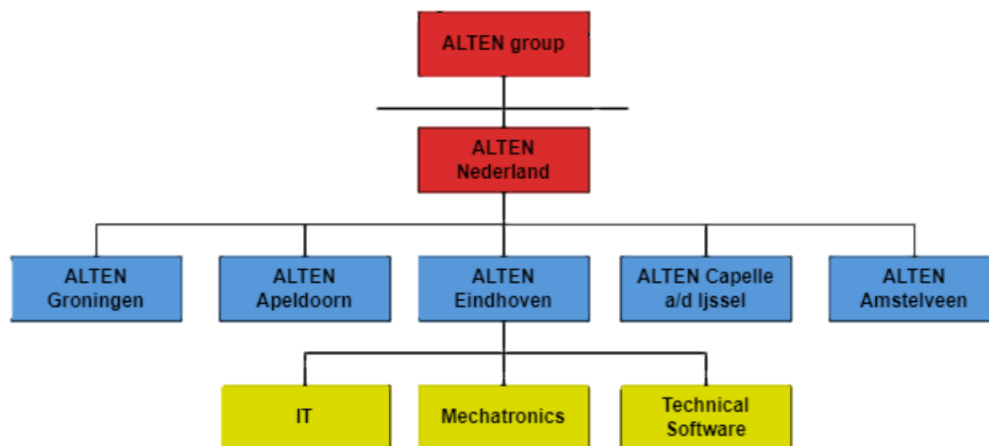 ALTEN group
ALTEN
Nederland
ALTEN
Groningen
ALTEN
Apeldoorn
ALTEN
Eindhoven
ALTEN Capelle
a/d Ijssel
ALTEN
Amstelveen
IT
Mechatronics
Technical
Software